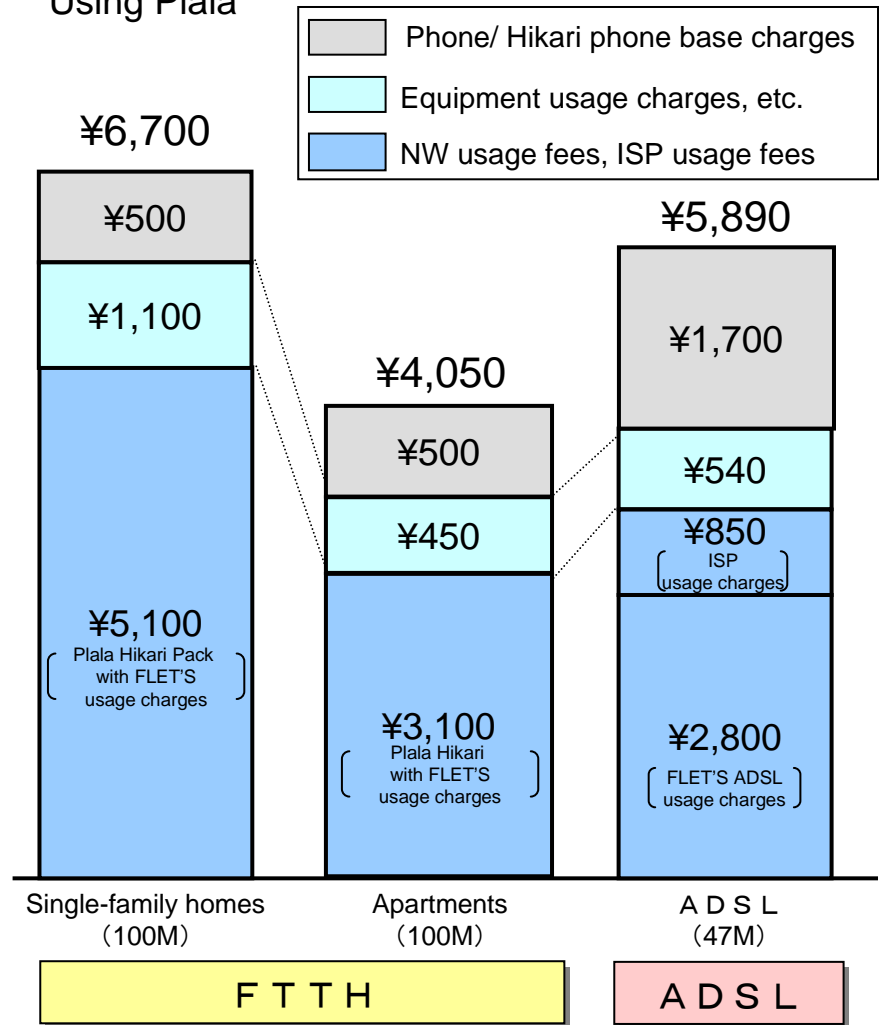 Using Plala
Phone/ Hikari phone base charges
Equipment usage charges, etc.
NW usage fees, ISP usage fees
¥6,700
¥500
¥1,100
¥5,100
Plala Hikari Pack
with FLET'S
usage charges
¥4,050
¥500
¥450
¥3,100
Plala Hikari
with FLET'S
usage charges
¥5,890
¥1,700
¥540
¥850
ISP
usage charges
¥2,800
FLET'S ADSL
usage charges
Single-family homes
（100M）
Apartments
（100M）
ＡＤＳＬ
（47M）
ＦＴＴＨ
ＡＤＳＬ